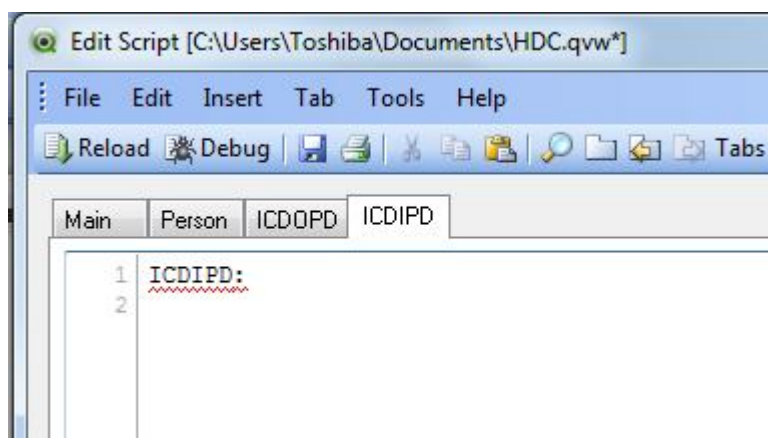 Edit Script [C:\Users\Toshiba\Documents\HDC.qvw*]
File Edit Insert Tab Tools Help
Reload Debug Tabs
Main Person ICDOPD ICDIPD
1 ICDIPD:
2